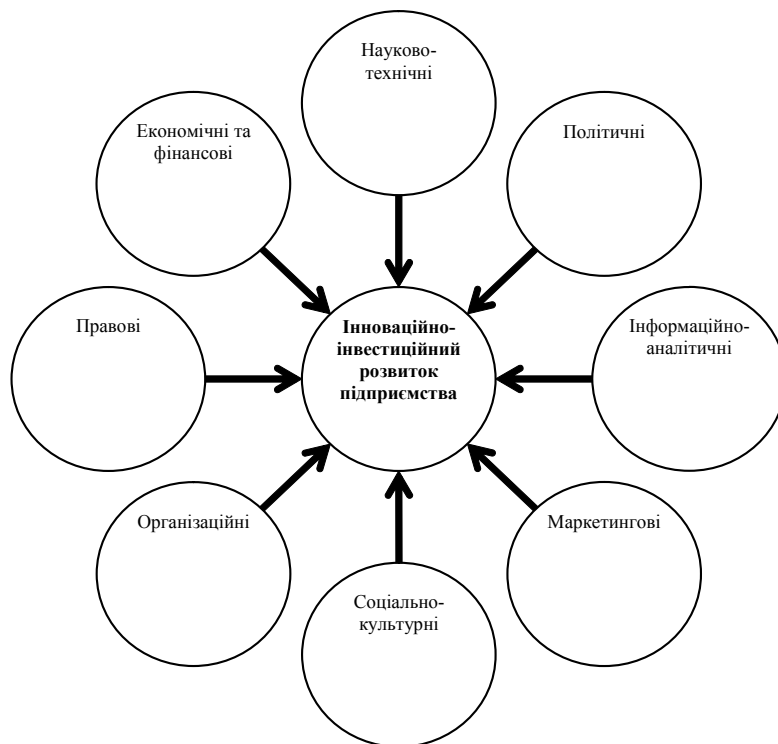 Науково-
технічні
Економічні та
фінансові
Політичні
Правові
Інноваційно-
інвестиційний
розвиток
підприємства
Інформаційно-
аналітичні
Організаційні
Маркетингові
Соціально-
культурні